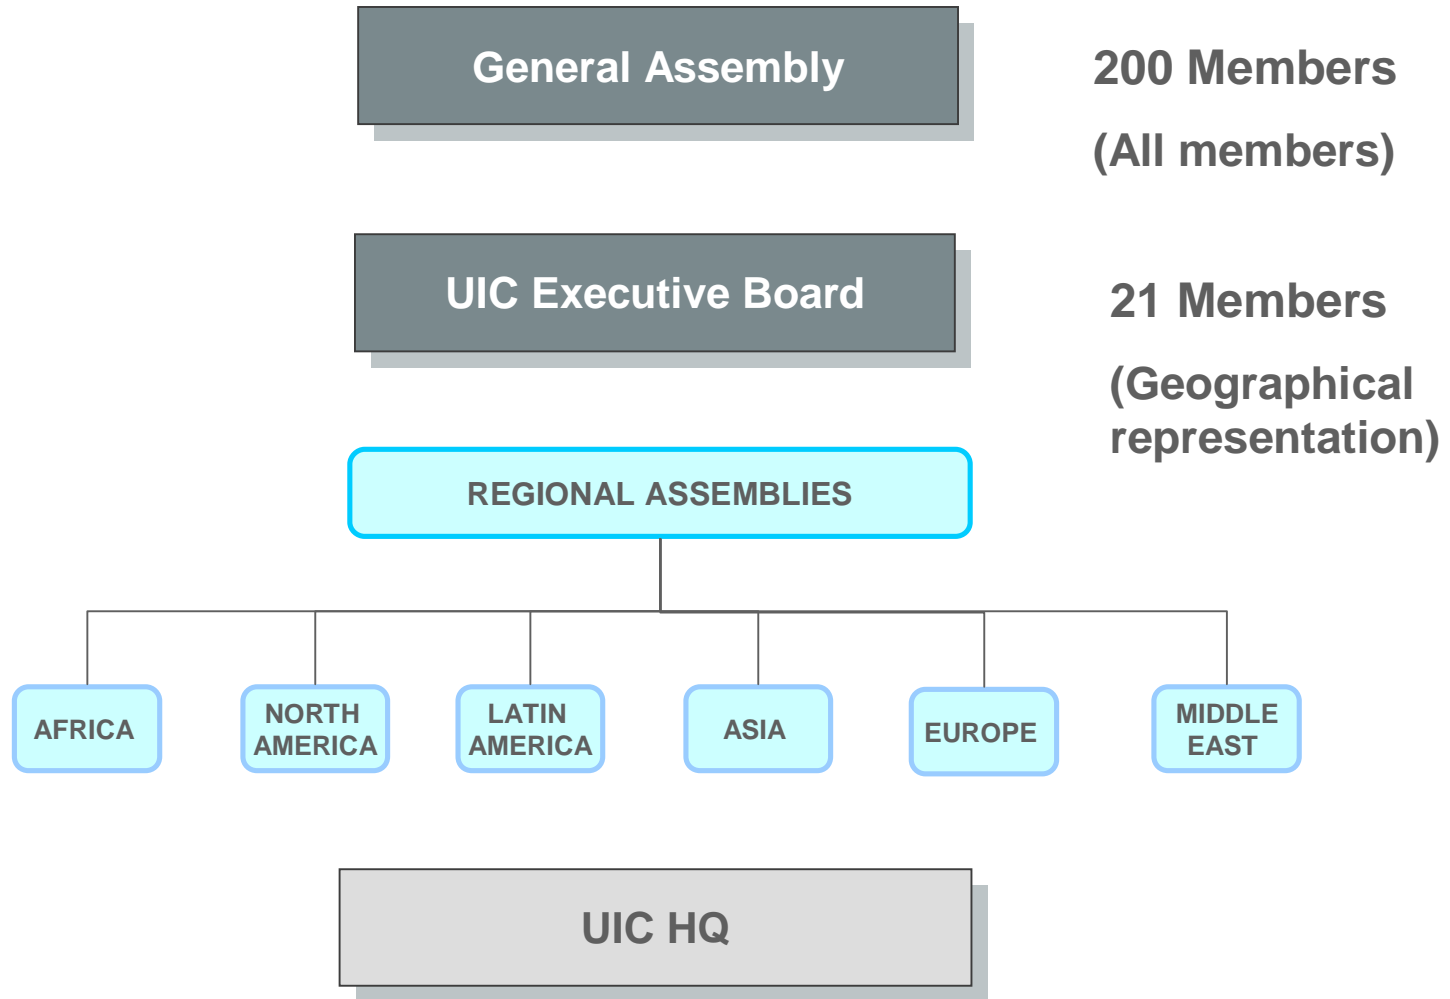 General Assembly
200 Members
(All members)
UIC Executive Board
21 Members
(Geographical
representation)
REGIONAL ASSEMBLIES
AFRICA
NORTH
AMERICA
LATIN
AMERICA
ASIA
EUROPE
MIDDLE
EAST
UIC HQ